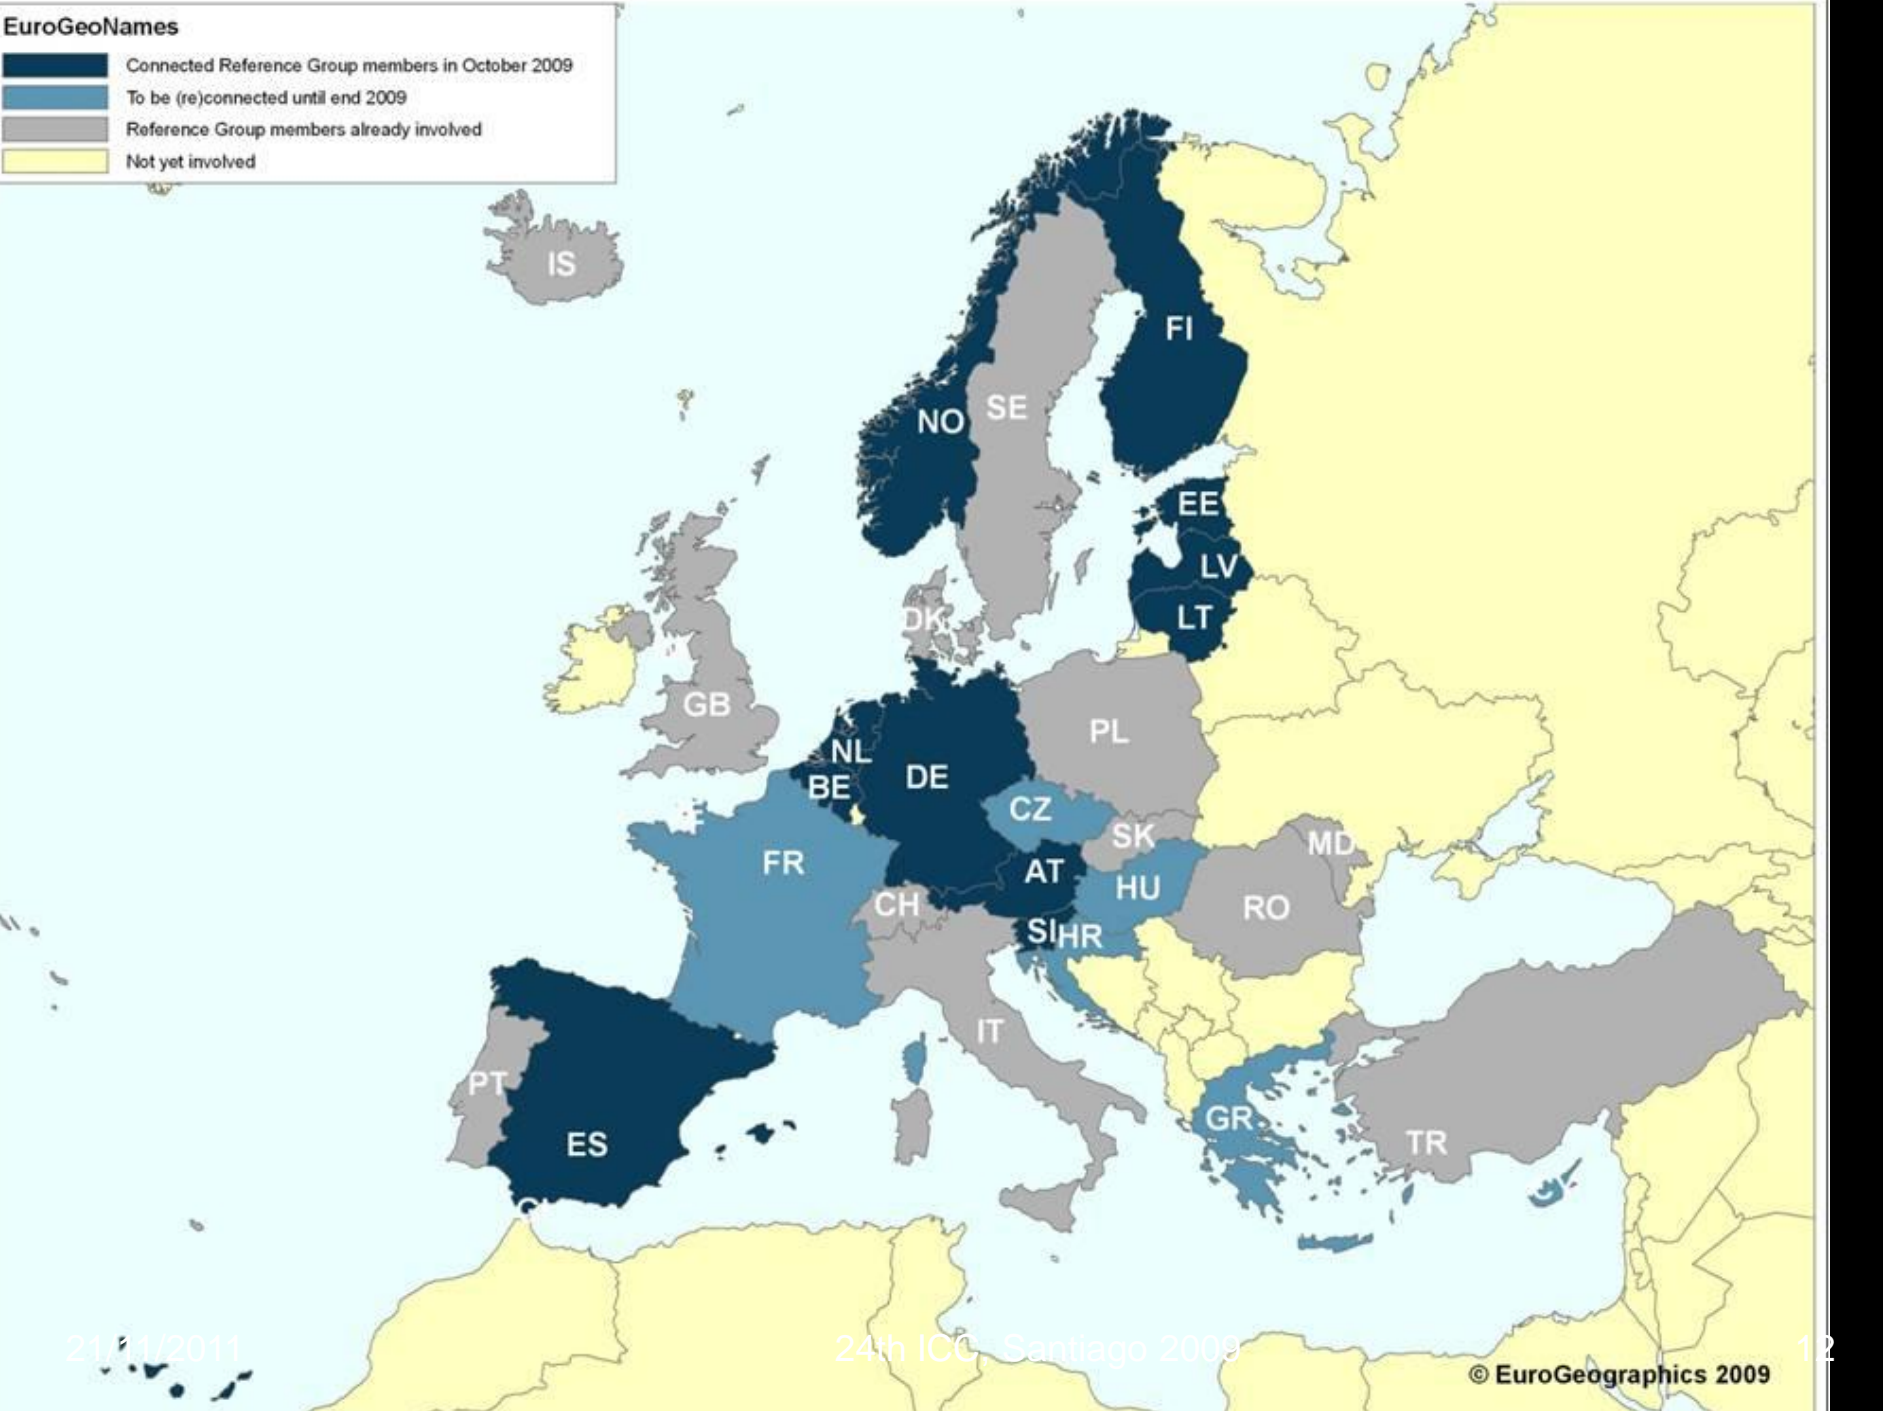 EuroGeoNames
Connected Reference Group members in October 2009
To be (re)connected until end 2009
Reference Group members already involved
Not yet involved
IS
FI
SE
NO
EE
LV
LT
DK
GB
PL
NL
DE
BE
CZ
SK
MD
FR
AT
HU
CH
RO
SI
HR
IT
PT
GR
ES
TR
21/11/2011
24th ICC, Santiago 2009
12
© EuroGeographics 2009